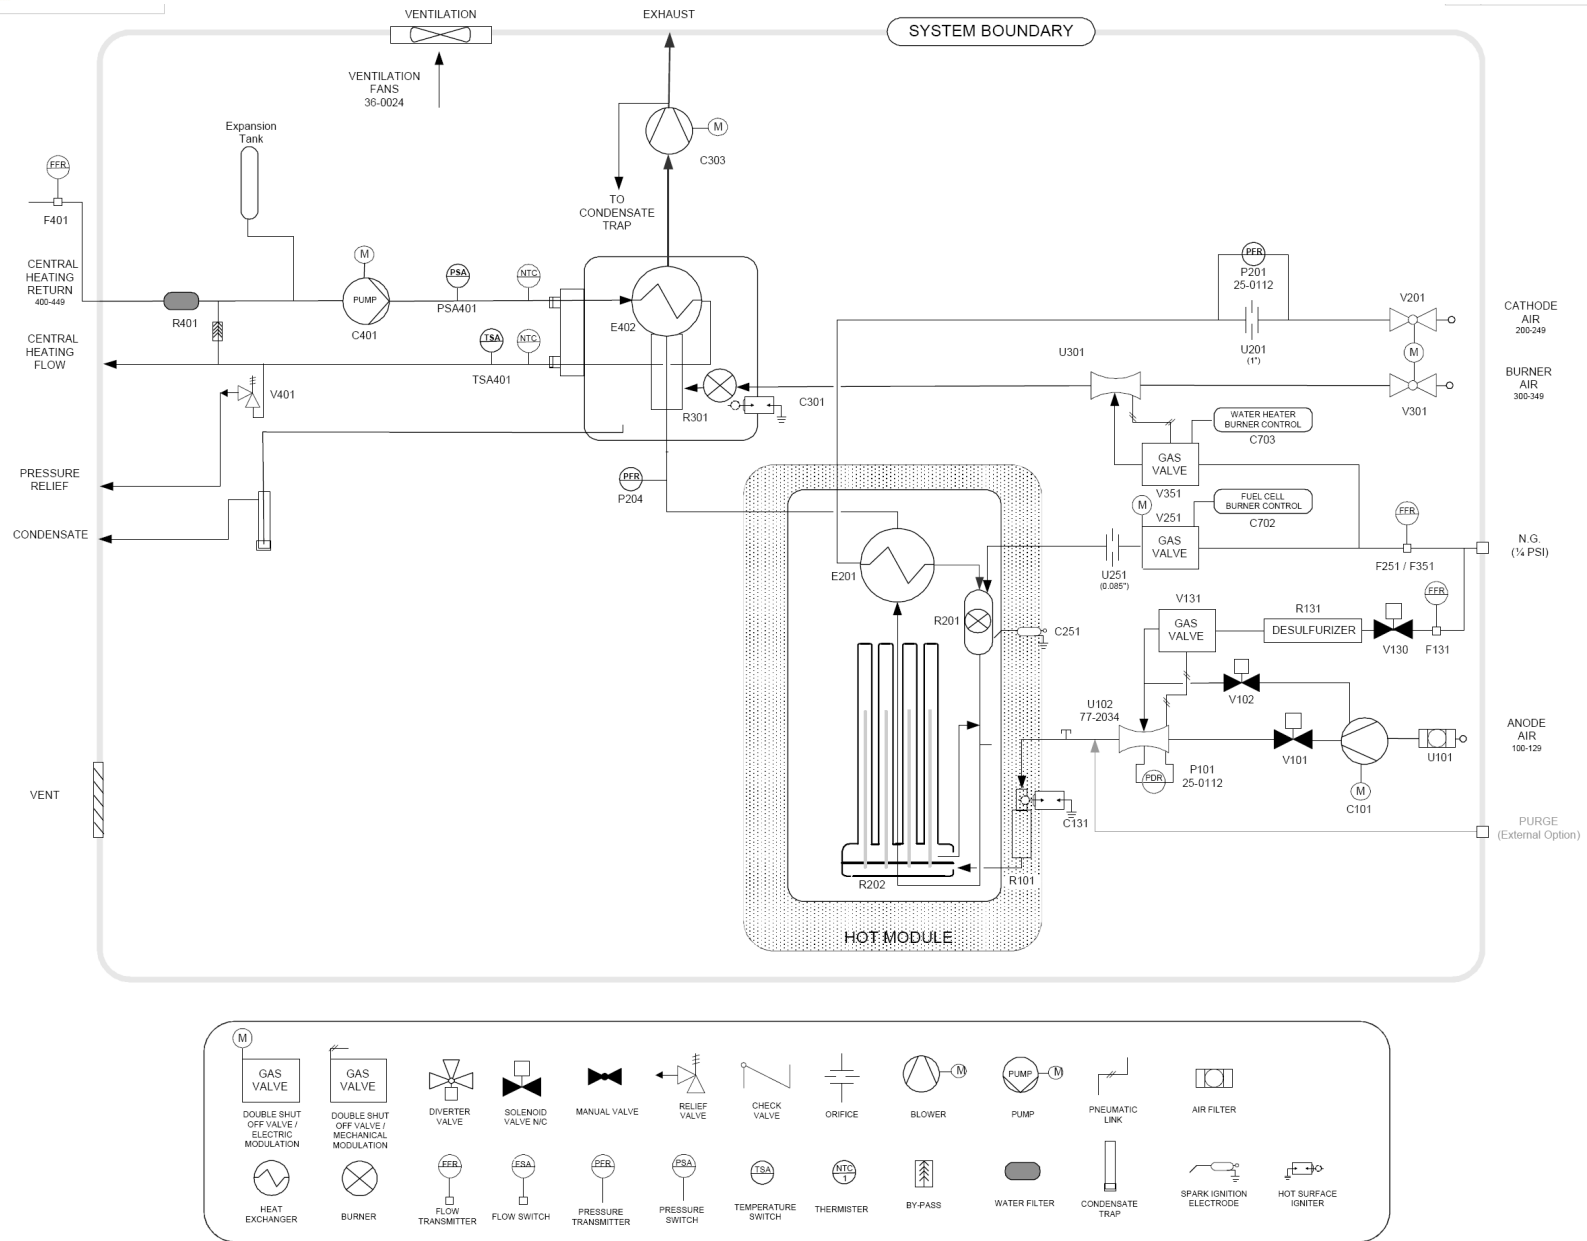 VENTILATION
EXHAUST
SYSTEM BOUNDARY
VENTILATION
FANS
36-0024
M
C303
Expansion
Tank
FFR
F401
TO
CONDENSATE
TRAP
CENTRAL
HEATING
RETURN
400-449
R401
M
PUMP
C401
PSA
PSA401
NTC
E402
CENTRAL
HEATING
FLOW
TSA
TSA401
NTC
V401
R301
C301
PRESSURE
RELIEF
CONDENSATE
PFR
P204
PFR
P201
25-0112
U201
(1")
V201
M
V301
CATHODE
AIR
200-249
BURNER
AIR
300-349
U301
WATER HEATER
BURNER CONTROL
C703
GAS
VALVE
V351
M
V251
FUEL CELL
BURNER CONTROL
C702
GAS
VALVE
U251
(0.085")
FFR
F251 / F351
N.G.
(¼ PSI)
E201
R201
C251
V131
GAS
VALVE
R131
DESULFURIZER
V130
FFR
F131
V102
U102
77-2034
V101
U101
ANODE
AIR
100-129
PDR
P101
25-0112
M
C101
C131
R101
R202
HOT MODULE
VENT
PURGE
(External Option)
M
GAS
VALVE
DOUBLE SHUT
OFF VALVE /
ELECTRIC
MODULATION
GAS
VALVE
DOUBLE SHUT
OFF VALVE /
MECHANICAL
MODULATION
DIVERTER
VALVE
SOLENOID
VALVE N/C
MANUAL VALVE
RELIEF
VALVE
CHECK
VALVE
ORIFICE
M
BLOWER
PUMP
M
PUMP
PNEUMATIC
LINK
AIR FILTER
HEAT
EXCHANGER
BURNER
FFR
FLOW
TRANSMITTER
FSA
FLOW SWITCH
PFR
PRESSURE
TRANSMITTER
PSA
PRESSURE
SWITCH
TSA
TEMPERATURE
SWITCH
NTC
1
THERMISTER
BY-PASS
WATER FILTER
CONDENSATE
TRAP
SPARK IGNITION
ELECTRODE
HOT SURFACE
IGNITER